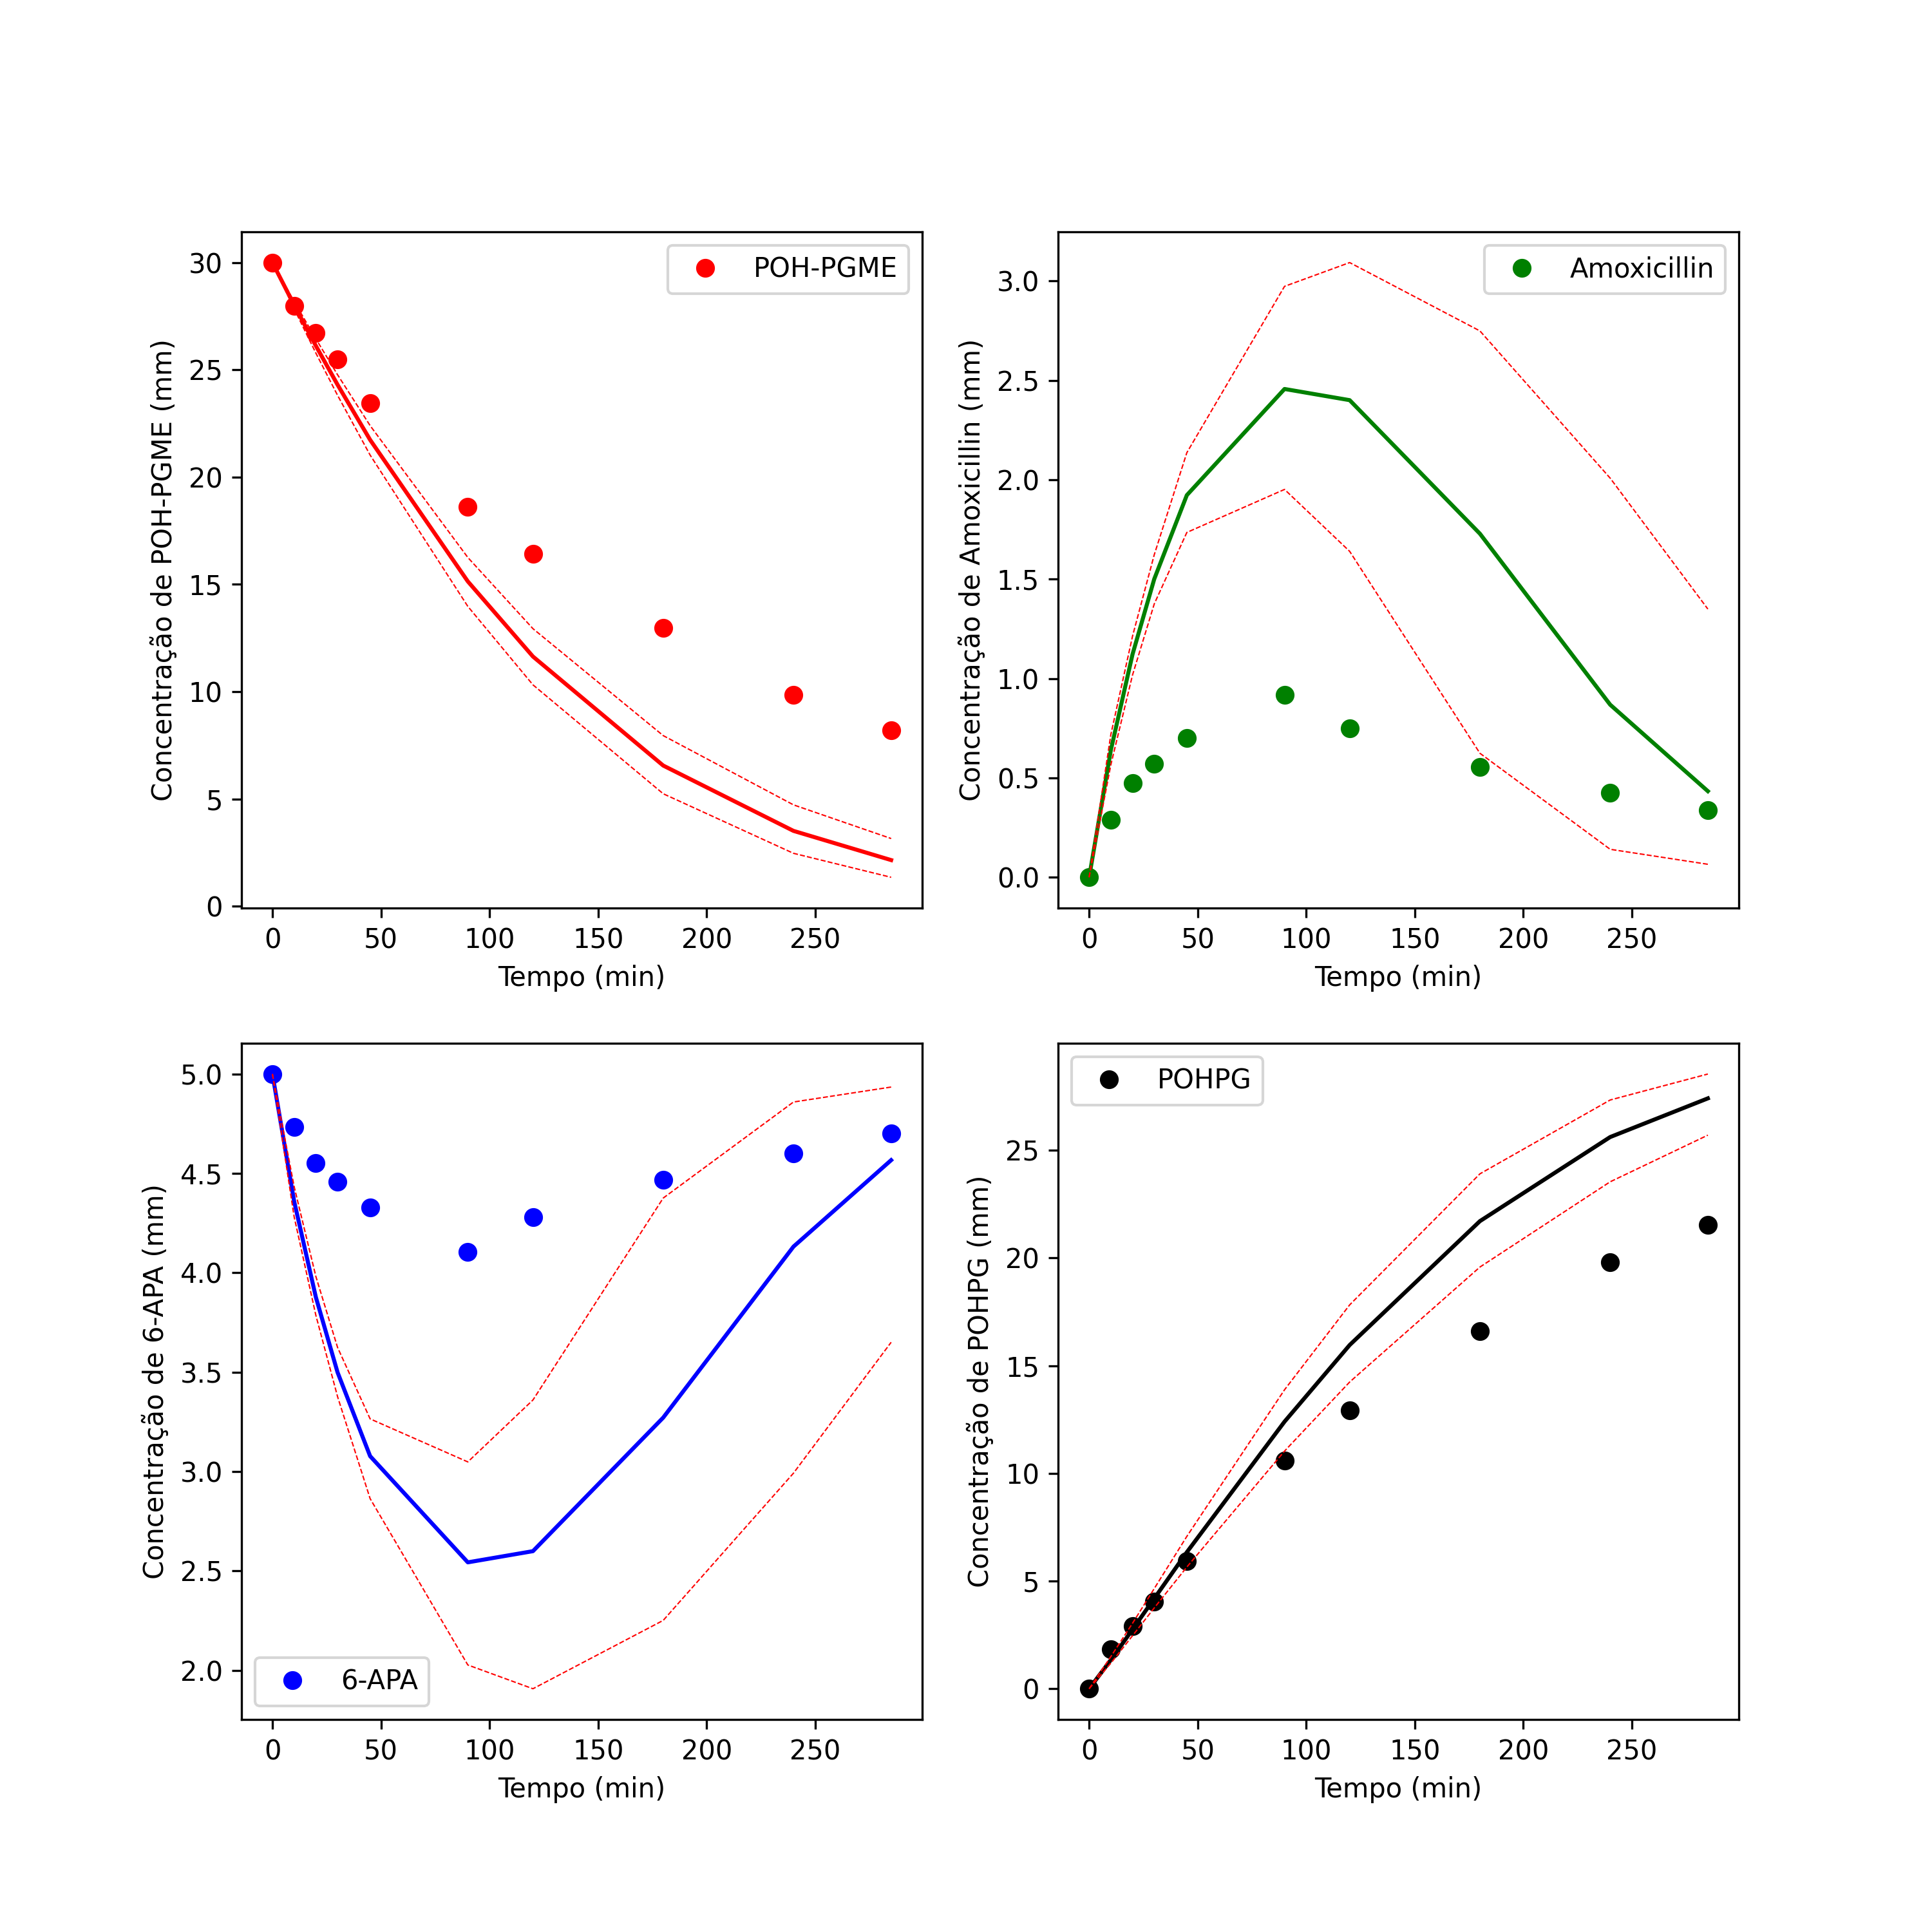 POH-PGME
Concentração de POH-PGME (mm)
30
25
20
15
10
5
0
0 50 100 150 200 250
Tempo (min)
Amoxicillin
Concentração de Amoxicillin (mm)
3.0
2.5
2.0
1.5
1.0
0.5
0.0
0 50 100 150 200 250
Tempo (min)
Concentração de 6-APA (mm)
5.0
4.5
4.0
3.5
3.0
2.5
2.0
6-APA
0 50 100 150 200 250
Tempo (min)
POHPG
Concentração de POHPG (mm)
25
20
15
10
5
0
0 50 100 150 200 250
Tempo (min)